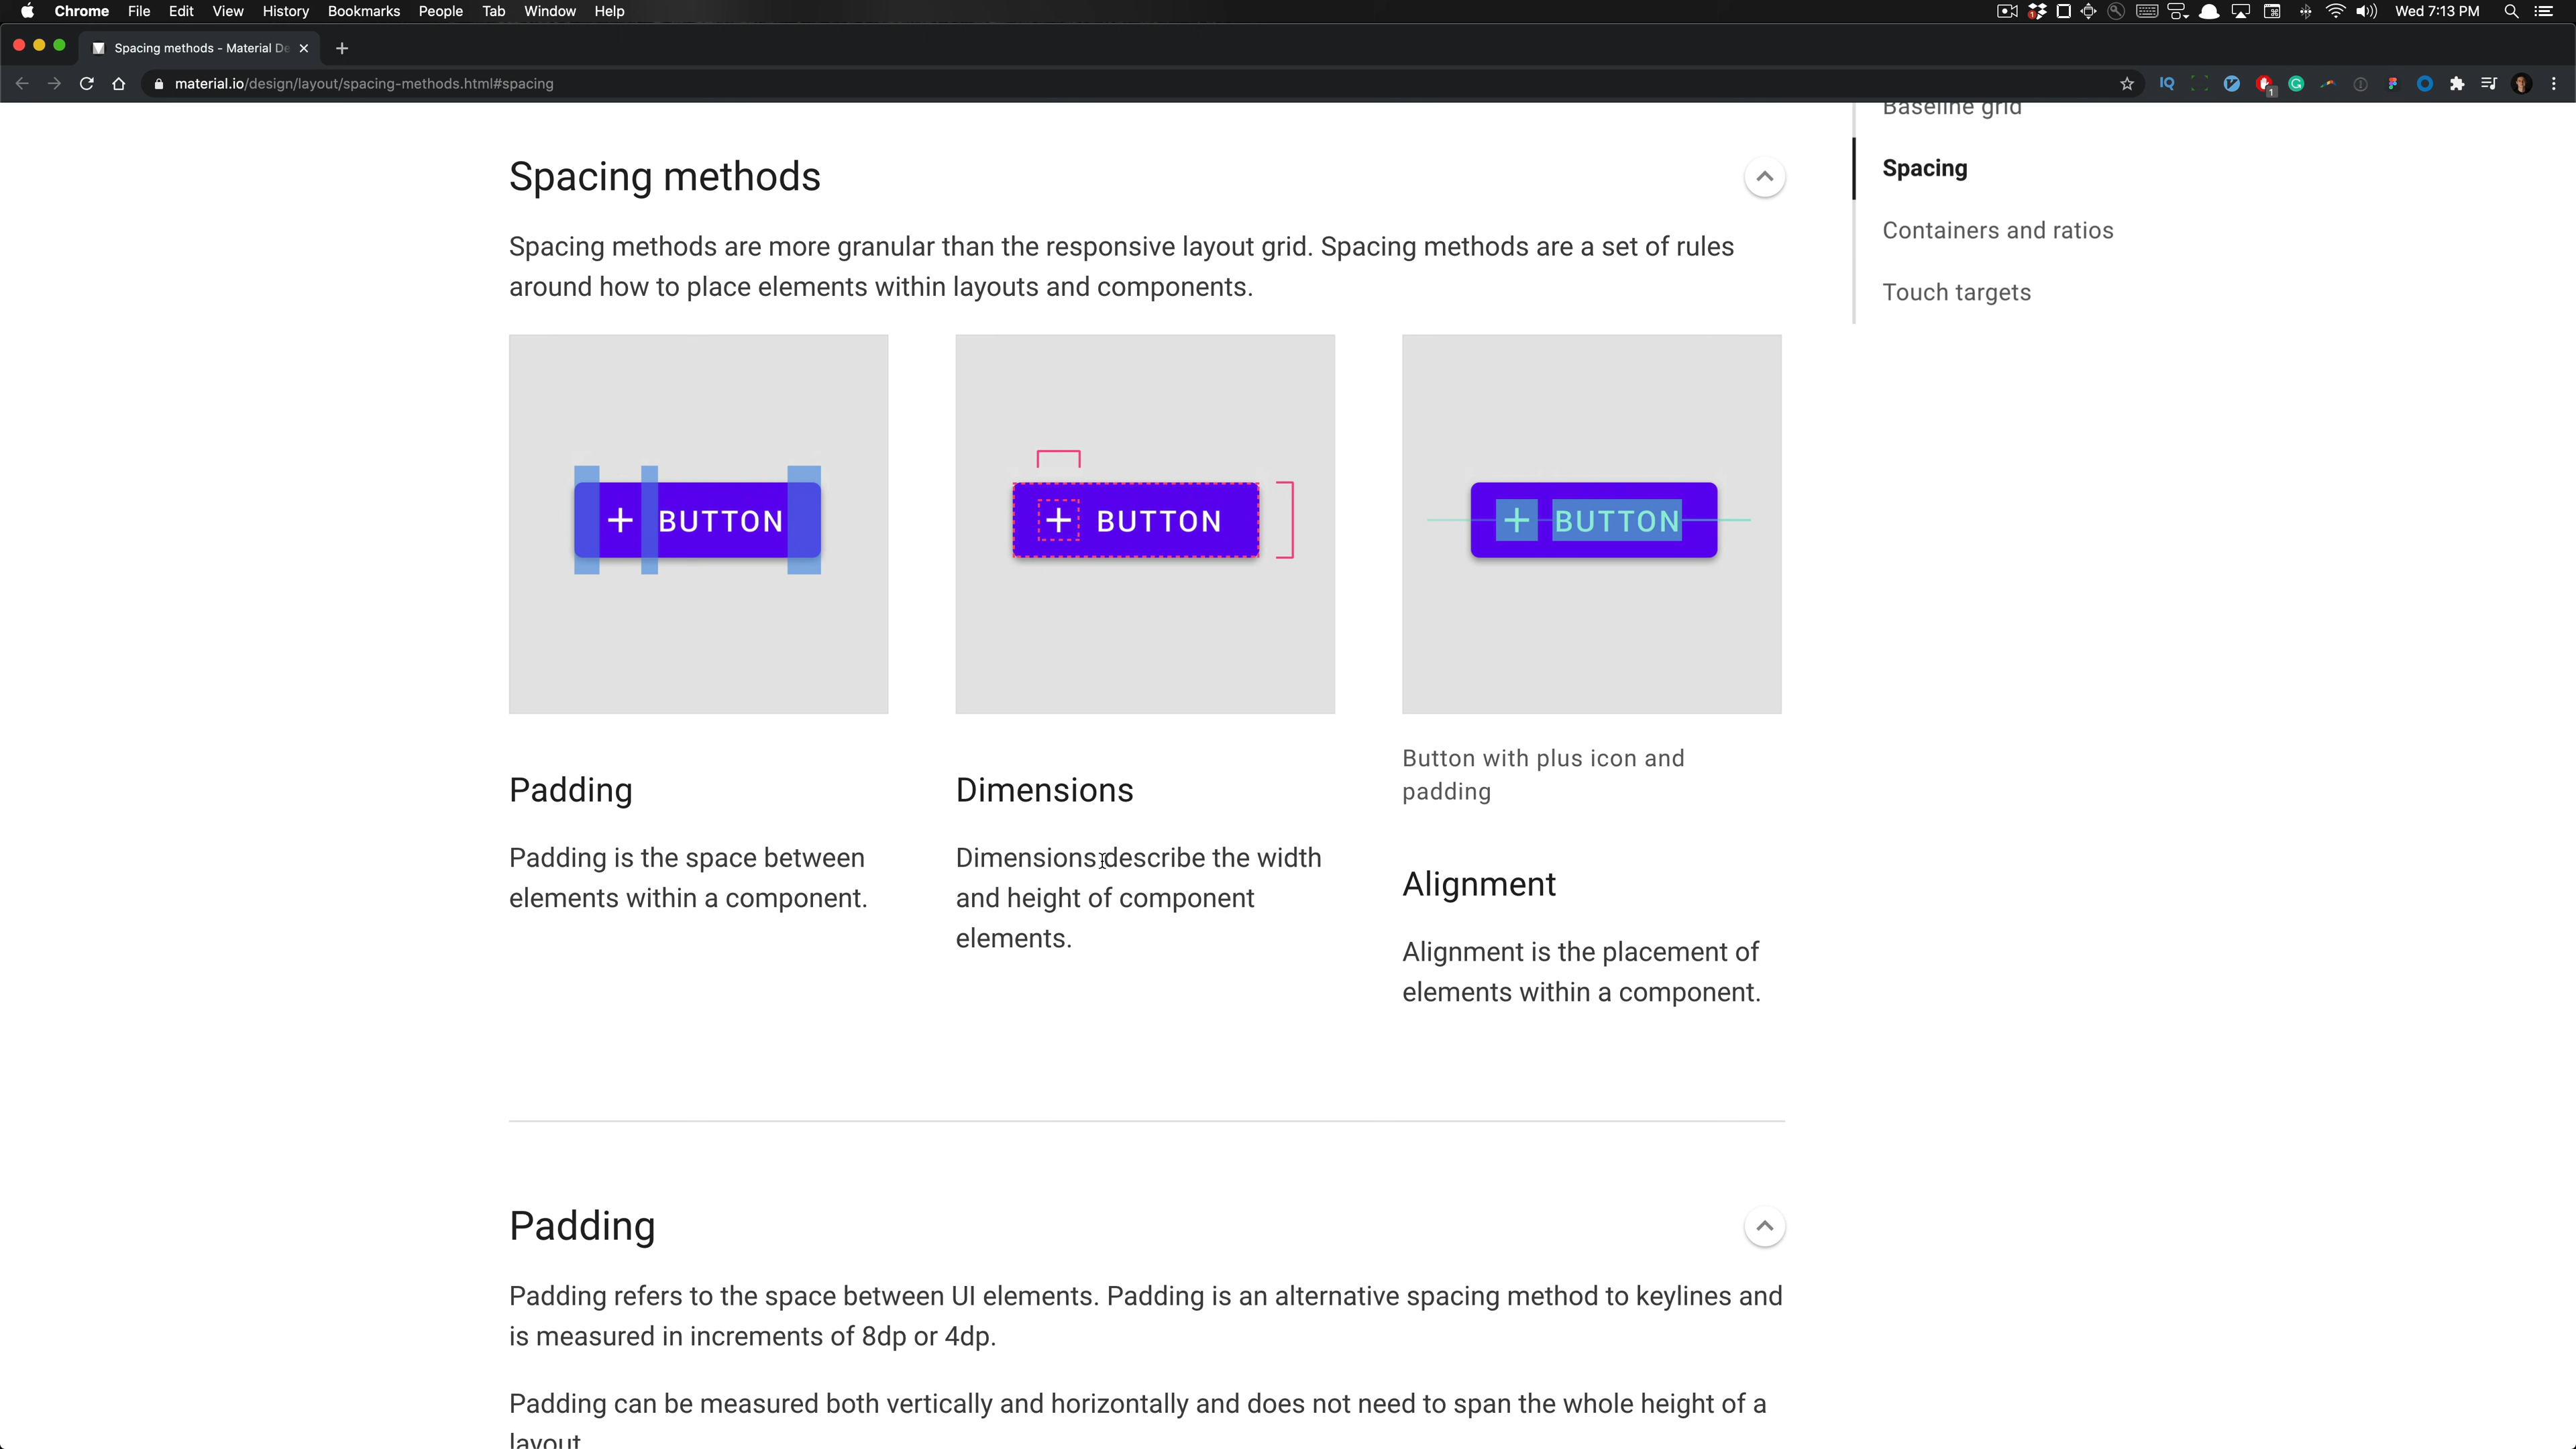 Chrome File Edit View History Bookmarks People Tab Window Help
Wed 7:13 PM
Spacing methods - Material De
material.io/design/layout/spacing-methods.html#spacing
IQ
1
Baseline grid
Spacing
Containers and ratios
Touch targets
Spacing methods
Spacing methods are more granular than the responsive layout grid. Spacing methods are a set of rules
around how to place elements within layouts and components.
+ BUTTON
+ BUTTON
+ BUTTON
Padding
Padding is the space between
elements within a component.
Dimensions
Dimensions describe the width
and height of component
elements.
Button with plus icon and
padding
Alignment
Alignment is the placement of
elements within a component.
Padding
Padding refers to the space between UI elements. Padding is an alternative spacing method to keylines and
is measured in increments of 8dp or 4dp.
Padding can be measured both vertically and horizontally and does not need to span the whole height of a
layout